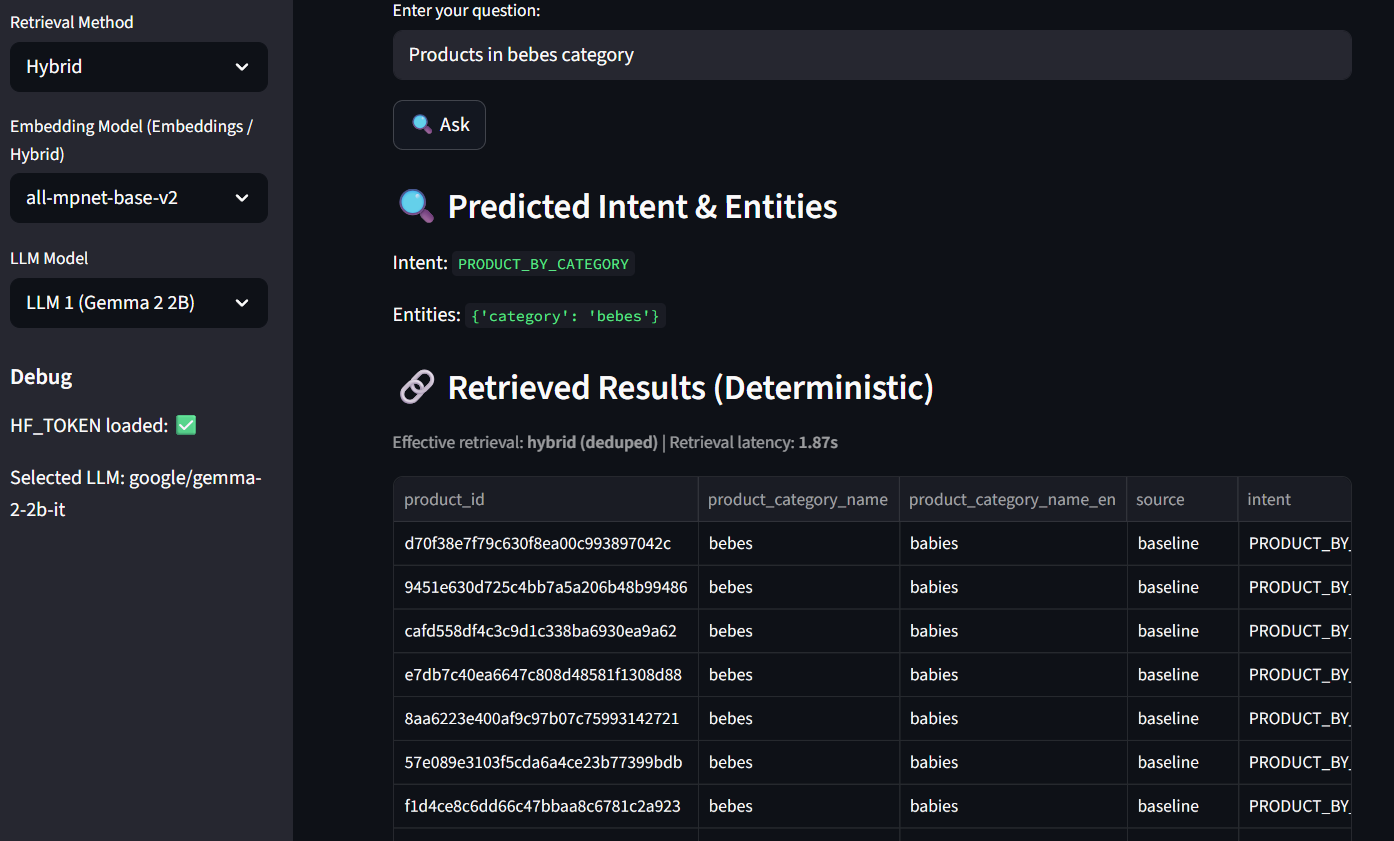 Retrieval Method
Hybrid
Embedding Model (Embeddings /
Hybrid)
all-mpnet-base-v2
LLM Model
LLM 1 (Gemma 2 2B)
Debug
HF_TOKEN loaded: ✅
Selected LLM: google/gemma-
2-2b-it
Enter your question:
Products in bebes category
🔍 Ask
🔍 Predicted Intent & Entities
Intent: PRODUCT_BY_CATEGORY
Entities: {'category': 'bebes'}
🔗 Retrieved Results (Deterministic)
Effective retrieval: hybrid (deduped) | Retrieval latency: 1.87s
product_id product_category_name product_category_name_en source intent
d70f38e7f79c630f8ea00c993897042c bebes babies baseline PRODUCT_BY_
9451e630d725c4bb7a5a206b48b99486 bebes babies baseline PRODUCT_BY_
cafd558df4c3c9d1c338ba6930ea9a62 bebes babies baseline PRODUCT_BY_
e7db7c40ea6647c808d48581f1308d88 bebes babies baseline PRODUCT_BY_
8aa6223e400af9c97b07c75993142721 bebes babies baseline PRODUCT_BY_
57e089e3103f5cda6a4ce23b77399bdb bebes babies baseline PRODUCT_BY_
f1d4ce8c6dd66c47bbaa8c6781c2a923 bebes babies baseline PRODUCT_BY_